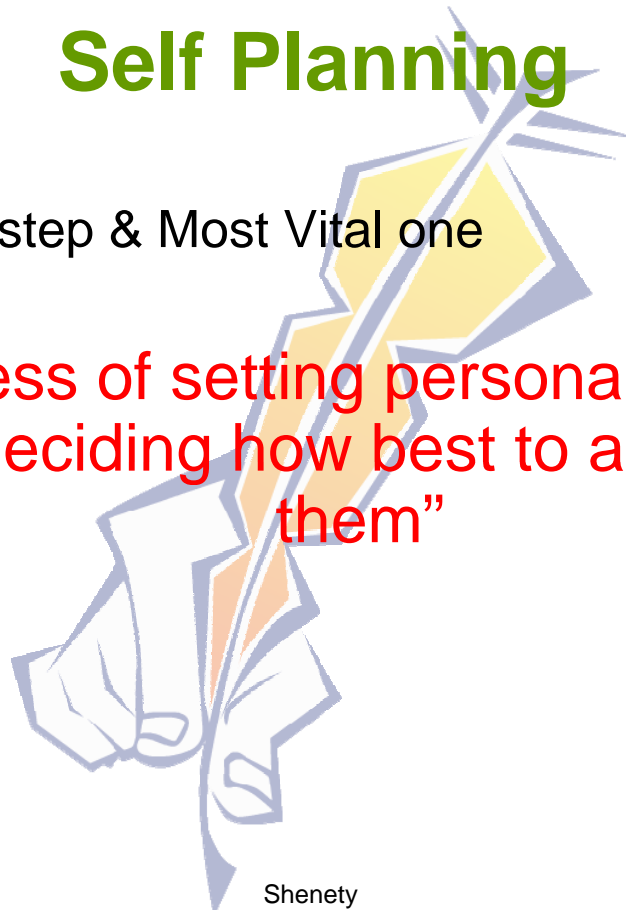 Self Planning
step & Most Vital one
ess of setting persona
eciding how best to a
them”
Shenety